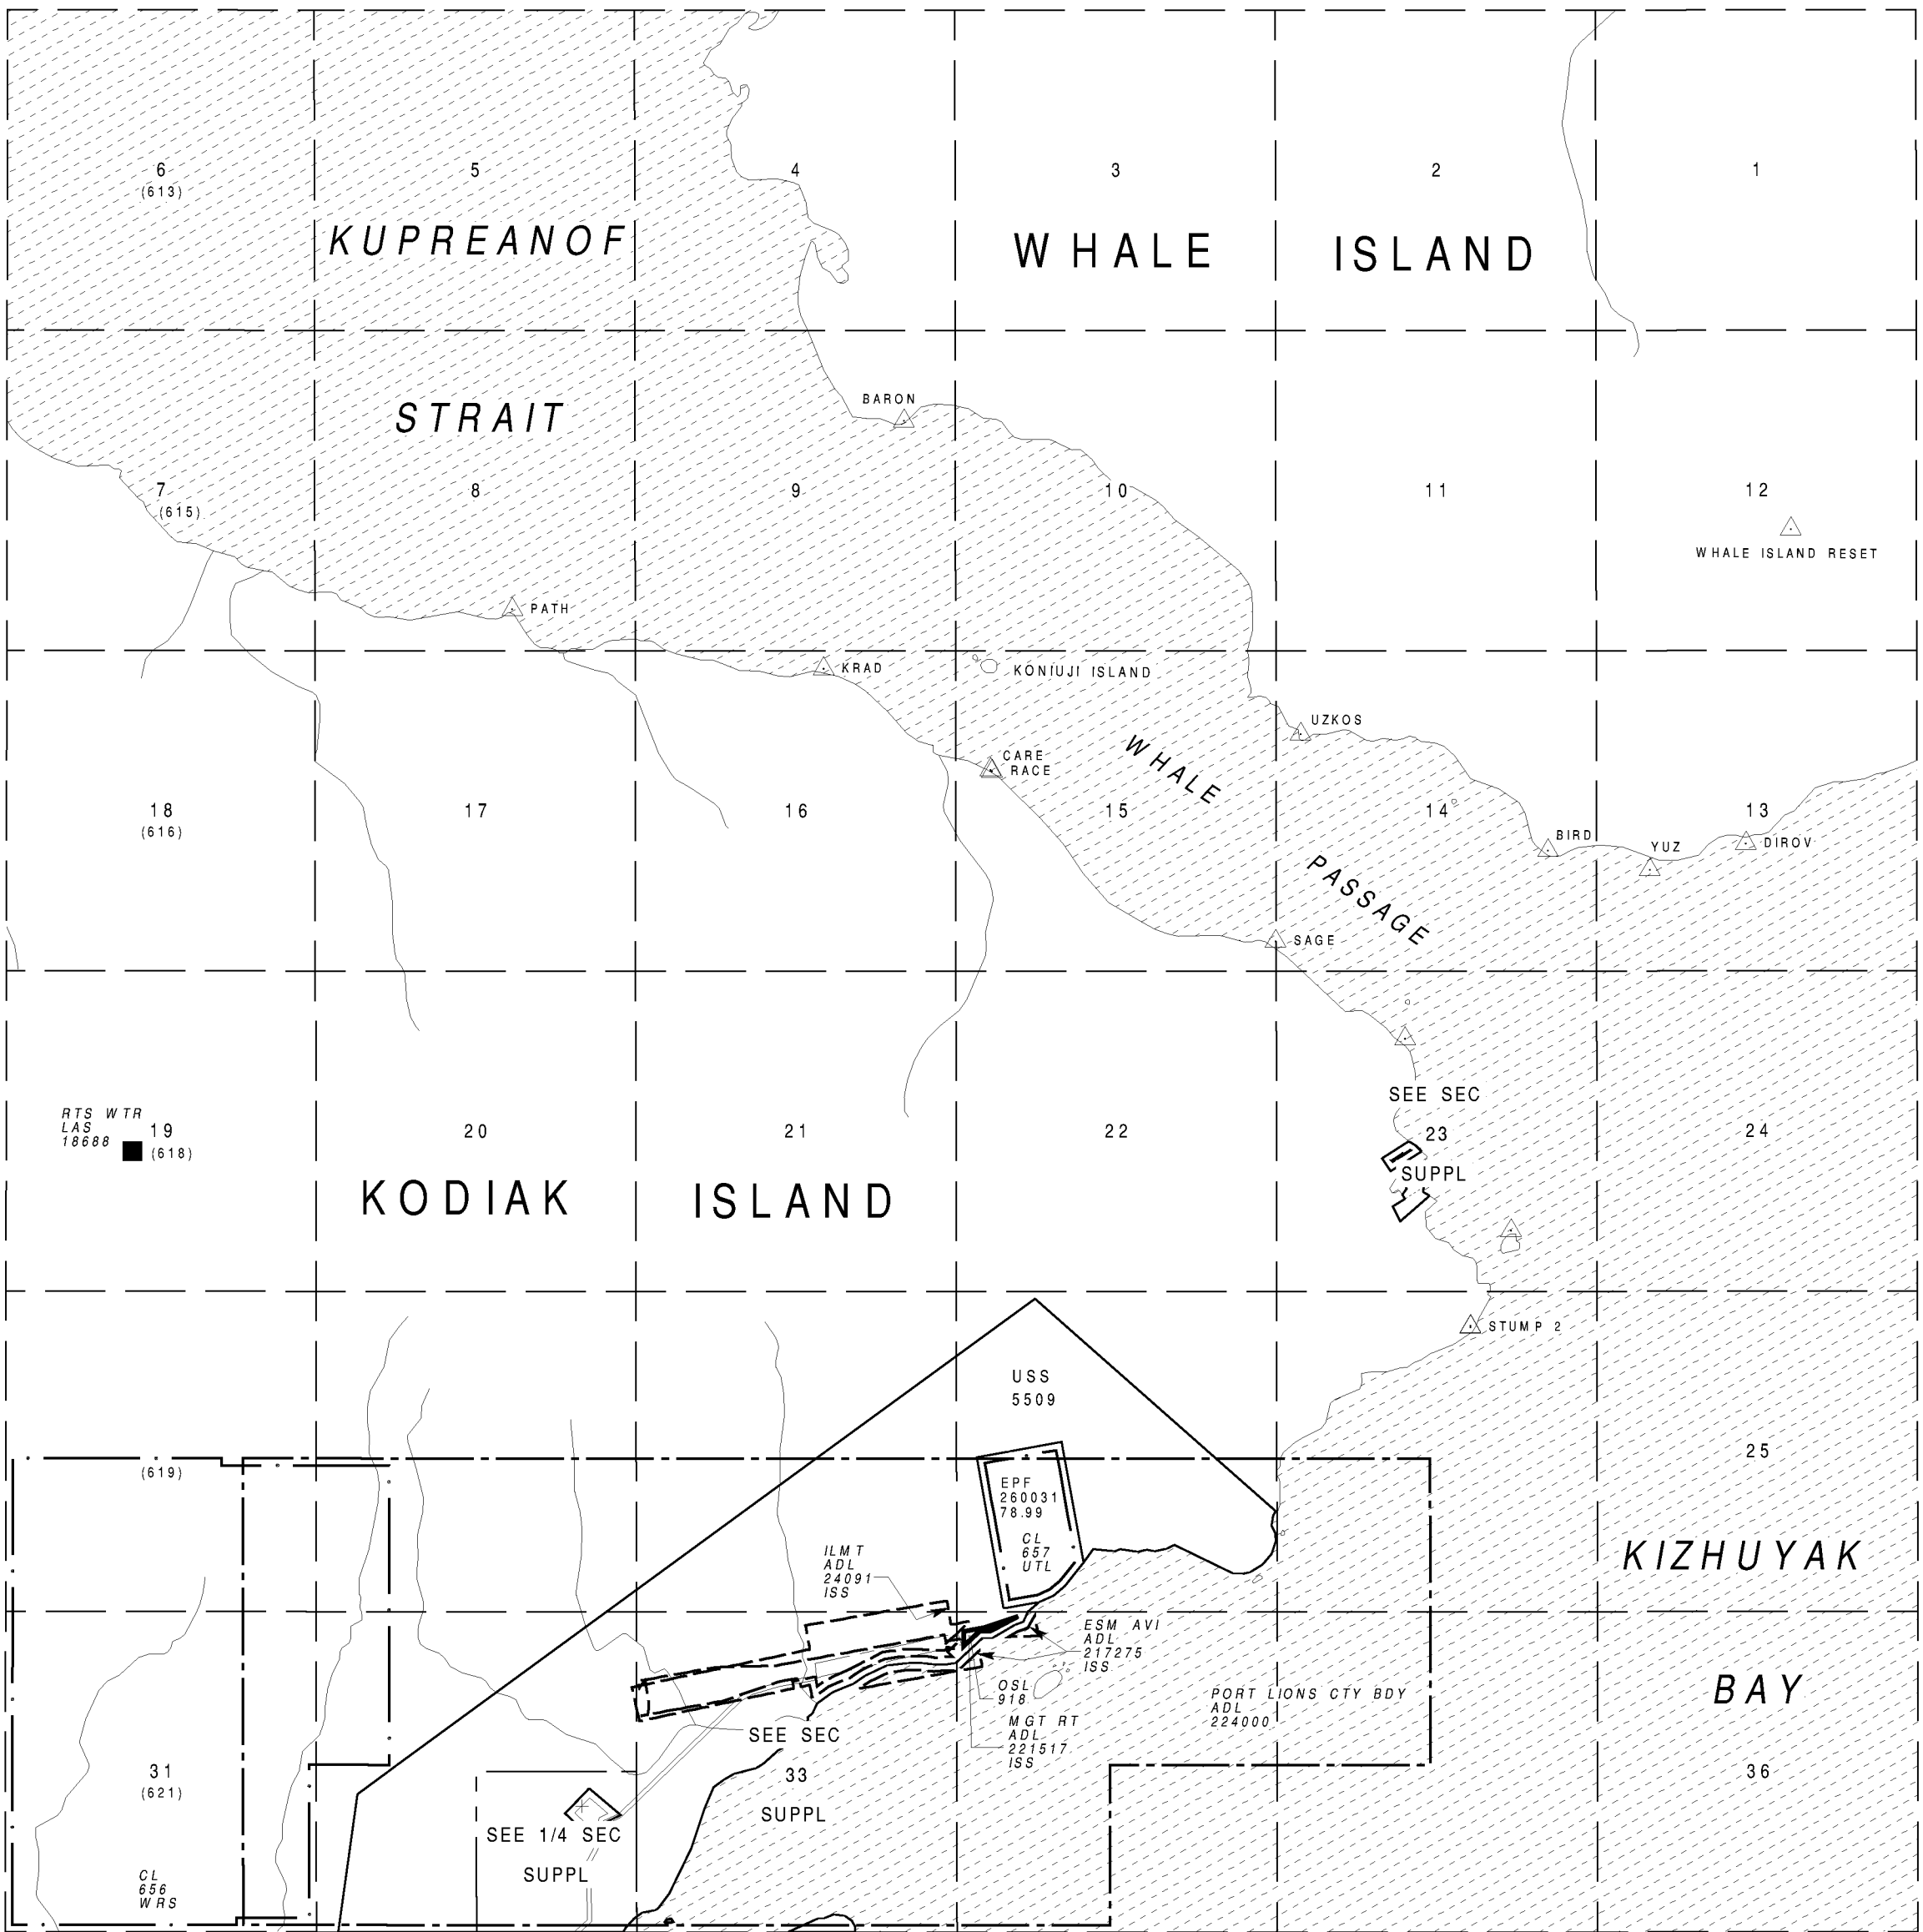 6
(613)
5
4
3
2
1
KUPREANOF
WHALE ISLAND
STRAIT
BARON
7
(615)
8
9
10
11
12
WHALE ISLAND RESET
PATH
KRAD
KONIUJI ISLAND
UZKOS
CARE
RACE
WHALE
18
(616)
17
16
15
14
13
BIRD
YUZ
DIROV
PASSAGE
SAGE
SEE SEC
RTS WTR
LAS
18688
19
(618)
20
21
22
23
24
SUPPL
KODIAK ISLAND
STUMP 2
USS
5509
(619)
25
EPF
260031
78.99
CL
657
UTL
ILMT
ADL
24091
ISS
KIZHUYAK
ESM AVI
ADL
217275
ISS
OSL
918
MGT RT
ADL
221517
ISS
PORT LIONS CTY BDY
ADL
224000
BAY
SEE SEC
31
(621)
33
36
SUPPL
SEE 1/4 SEC
SUPPL
CL
656
WRS